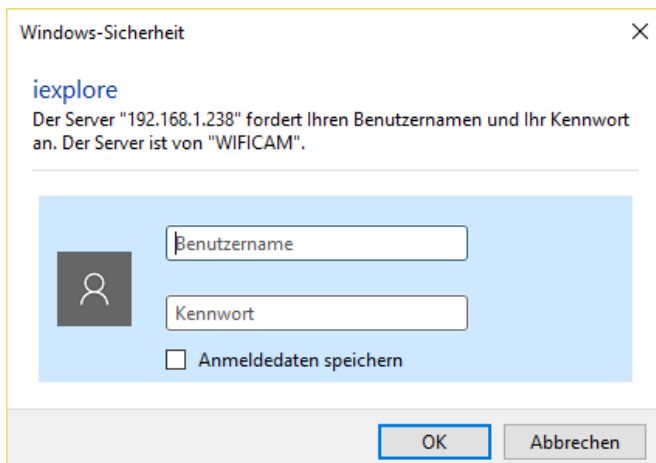 Windows-Sicherheit
iexplore
Der Server "192.168.1.238" fordert Ihren Benutzernamen und Ihr Kennwort
an. Der Server ist von "WIFICAM".
Benutzername
Kennwort
Anmeldedaten speichern
OK
Abbrechen